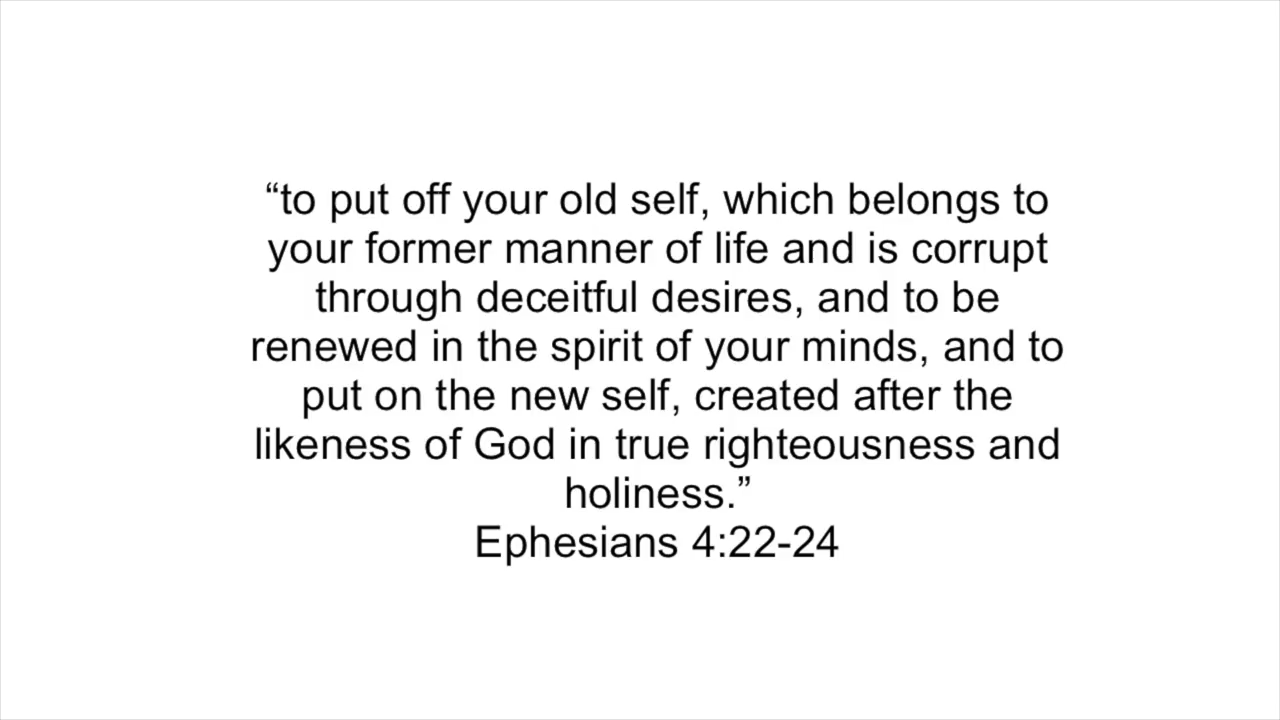 “to put off your old self, which belongs to
your former manner of life and is corrupt
through deceitful desires, and to be
renewed in the spirit of your minds, and to
put on the new self, created after the
likeness of God in true righteousness and
holiness.”
Ephesians 4:22-24